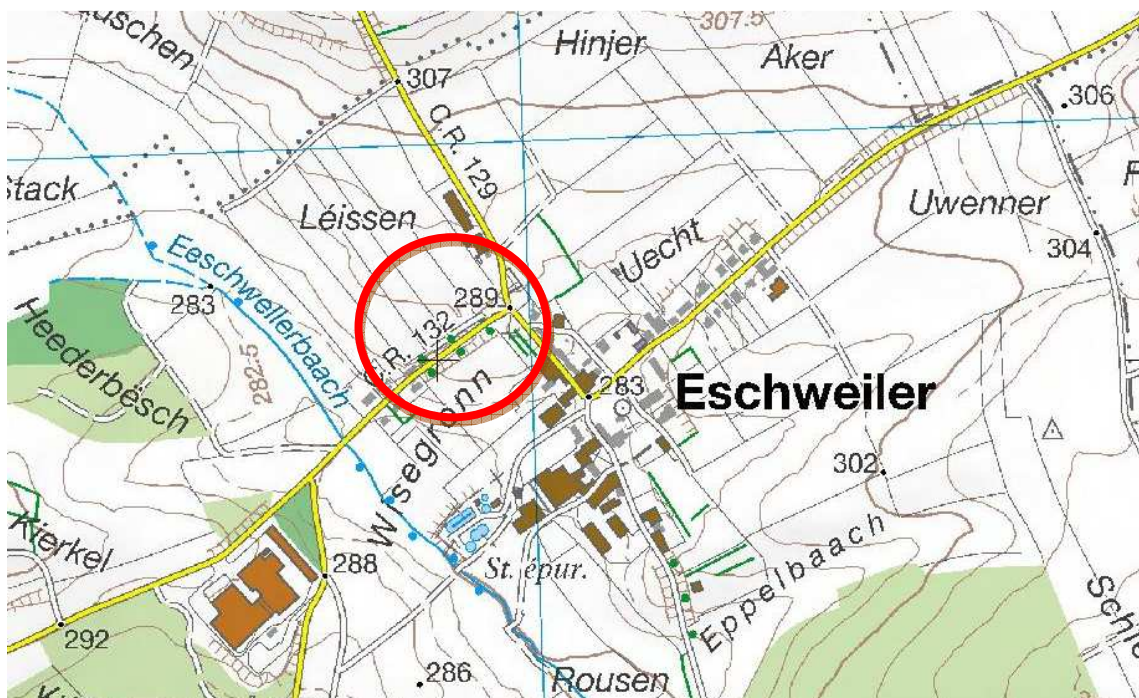 307.5
Hinjer
Aker
307
306
C.R. 129
Stack
Léissen
Uwenner
304
Uecht
Eeschwellerbaach
283
289
C.R. 132
Heederbësch
282.5
283
Eschweiler
Wisegronn
302
Kierkel
288
St. épur.
Eppelbaach
292
286
Rousen